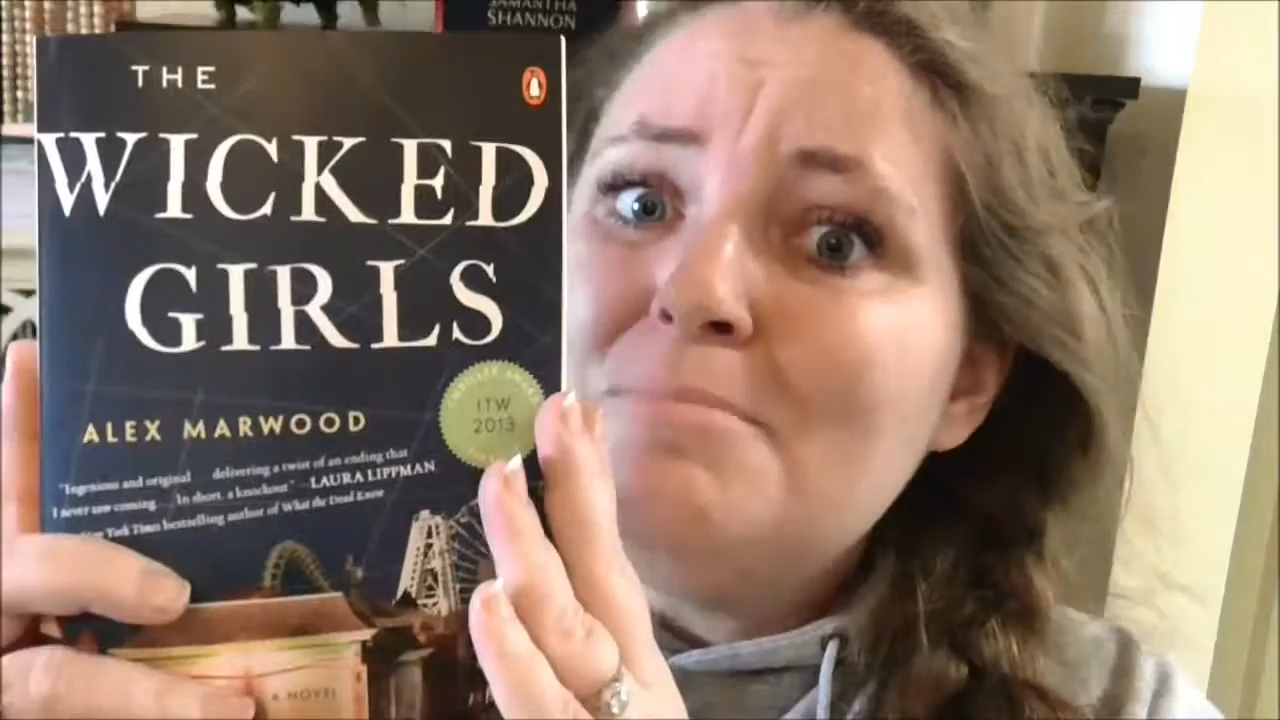 SAMANTHA
SHANNON
THE
WICKED
GIRLS
ITW
2013
ALEX MARWOOD
"Ingenious and original delivering a twist of an ending that
I never saw coming. In short, a knockout" —LAURA LIPPMAN
York Times bestselling author of What the Dead Know
A NOVEL